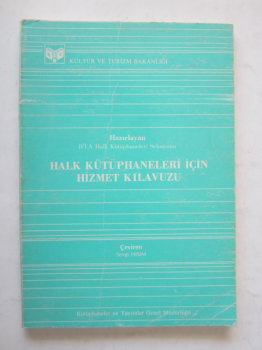 KÜLTÜR VE TURİZM BAKANLIĞI
Hazırlayan
IFLA Halk Kütüphaneleri Seksiyonu
HALK KÜTÜPHANELERİ İÇİN
HİZMET KILAVUZU
Çeviren
Kütüphaneler ve Yayımlar Genel Müdürlüğü